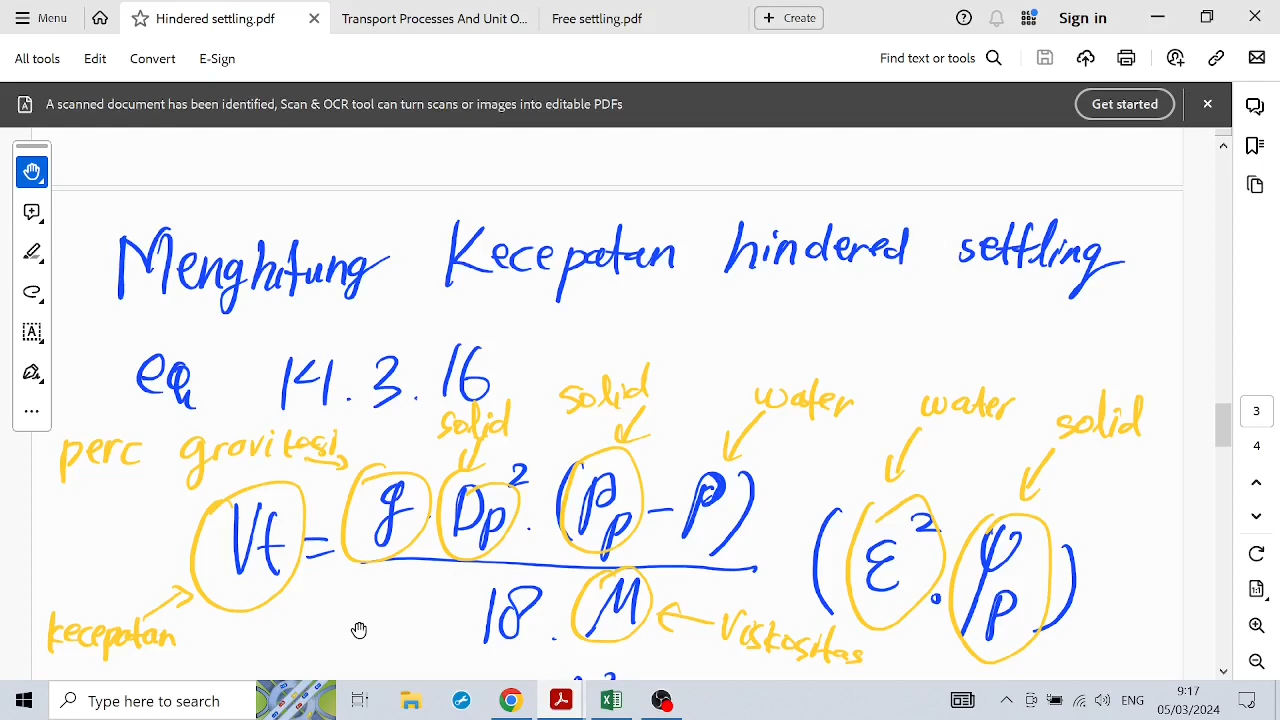 Menu
Hindered settling.pdf
Transport Processes And Unit O...
Free settling.pdf
+ Create
Sign in
All tools
Edit
Convert
E-Sign
Find text or tools
A scanned document has been identified, Scan & OCR tool can turn scans or images into editable PDFs
Get started
Menghitung Kecepatan hindered settling
eq 14.3.16
solid
solid
water
water
solid
perc gravitasi
Vt = g . Dp² . (ρp - ρ) / 18 . μ (ε² . ψp)
kecepatan
Viskositas
3
4
Type here to search
ENG
9:17
05/03/2024